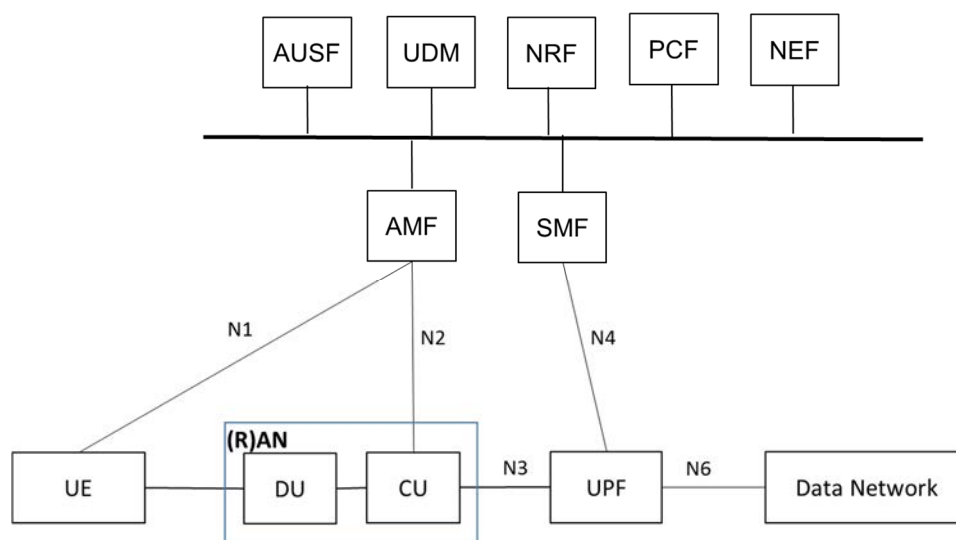 AUSF
UDM
NRF
PCF
NEF
AMF
SMF
N1
N2
N4
(R)AN
UE
DU
CU
N3
UPF
N6
Data Network